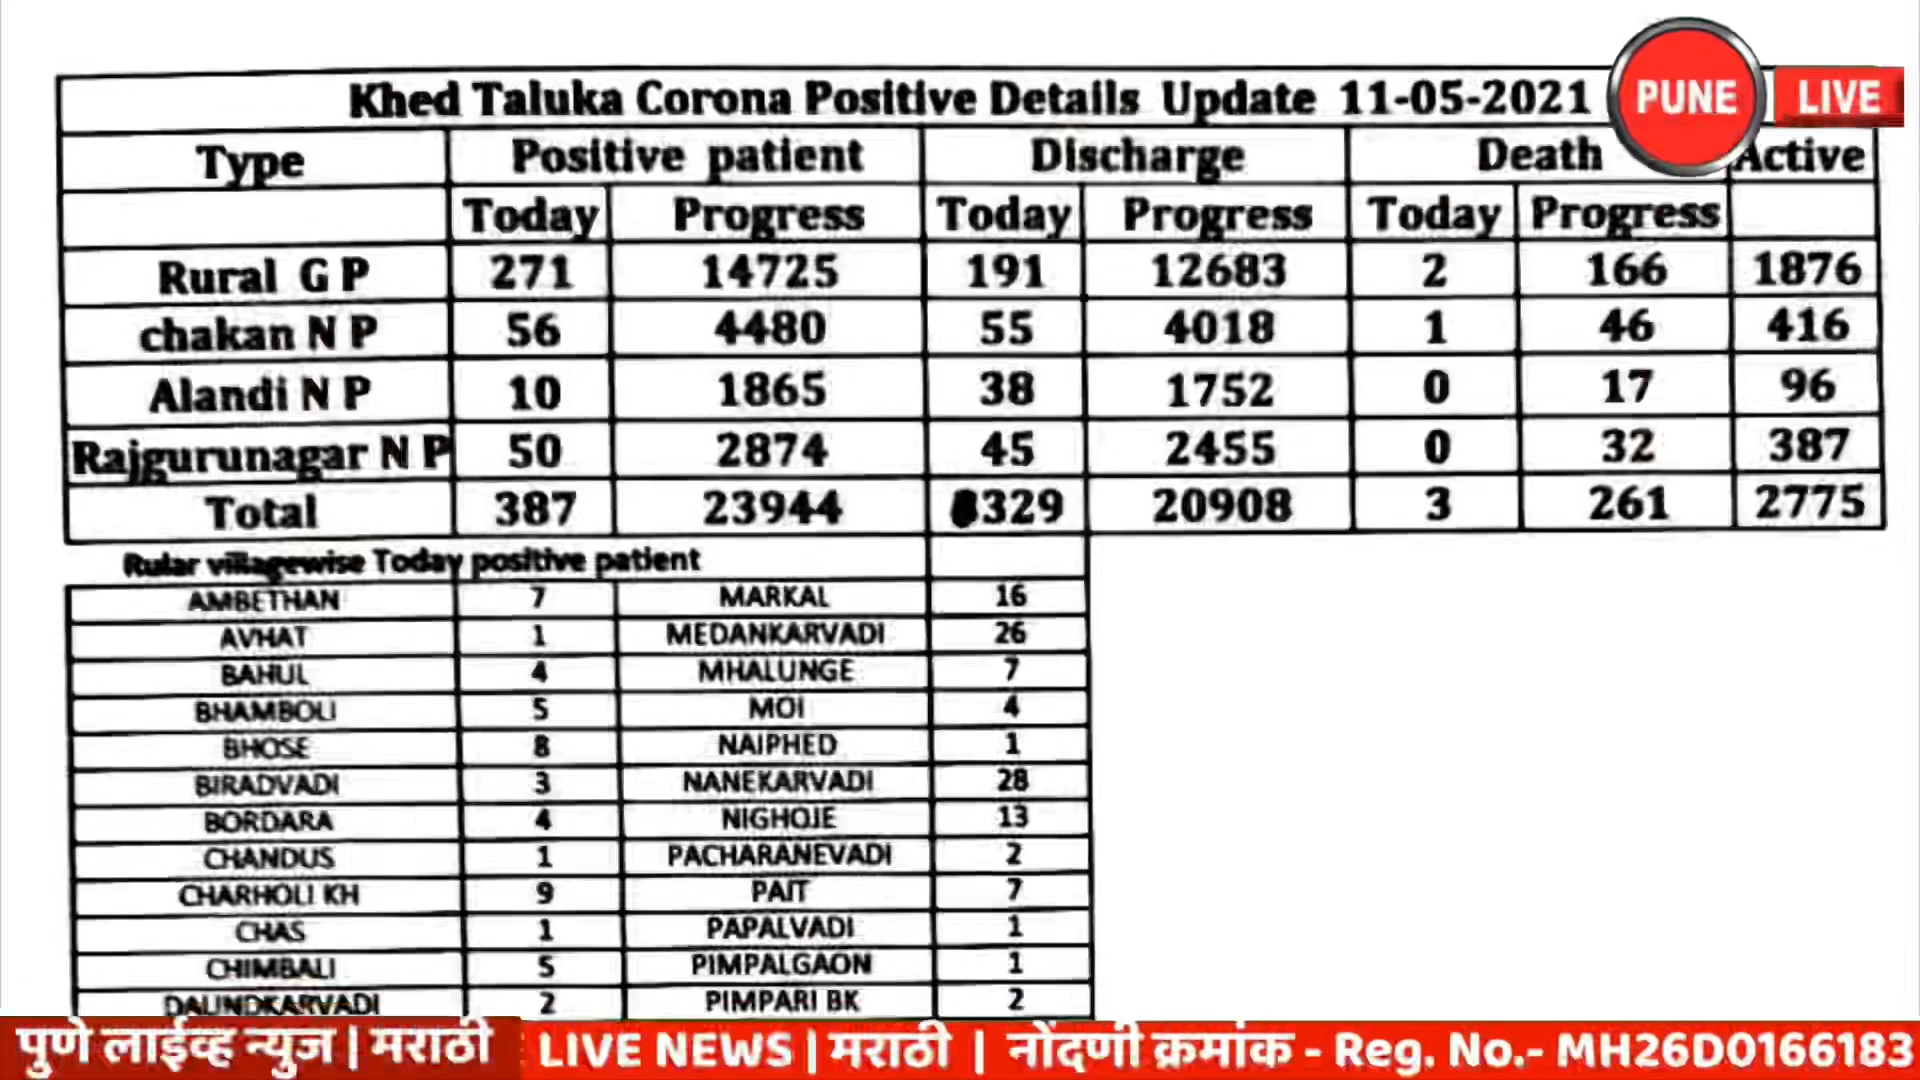 Khed Taluka Corona Positive Details Update 11-05-2021
PUNE LIVE
Type Positive patient Discharge Death Active
Today Progress Today Progress Today Progress
Rural G P 271 14725 191 12683 2 166 1876
chakan N P 56 4480 55 4018 1 46 416
Alandi N P 10 1865 38 1752 0 17 96
Rajgurunagar N P 50 2874 45 2455 0 32 387
Total 387 23944 329 20908 3 261 2775
Rular villagewise Today positive patient
AMBETHAN 7 MARKAL 16
AVHAT 1 MEDANKARVADI 26
BAHUL 4 MHALUNGE 7
BHAMBOLI 5 MOI 4
BHOSE 8 NAIPHED 1
BIRADVADI 3 NANEKARVADI 28
BORDARA 4 NIGHOJE 13
CHANDUS 1 PACHARANEVADI 2
CHARHOLI KH 9 PAIT 7
CHAS 1 PAPALVADI 1
CHIMBALI 5 PIMPALGAON 1
DALINDKARVADI 2 PIMPARI BK 2
पुणे लाईव्ह न्युज | मराठी LIVE NEWS | मराठी | नोंदणी क्रमांक - Reg. No.- MH26D0166183